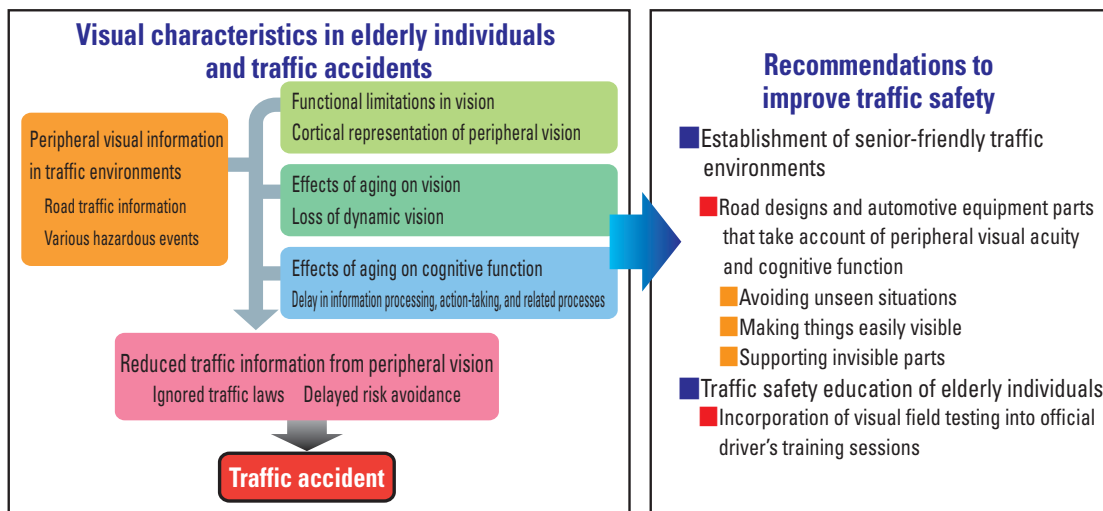 Visual characteristics in elderly individuals
and traffic accidents
Peripheral visual information
in traffic environments
Road traffic information
Various hazardous events
Functional limitations in vision
Cortical representation of peripheral vision
Effects of aging on vision
Loss of dynamic vision
Effects of aging on cognitive function
Delay in information processing, action-taking, and related processes
Reduced traffic information from peripheral vision
Ignored traffic laws Delayed risk avoidance
Traffic accident
Recommendations to
improve traffic safety
Establishment of senior-friendly traffic
environments
Road designs and automotive equipment parts
that take account of peripheral visual acuity
and cognitive function
Avoiding unseen situations
Making things easily visible
Supporting invisible parts
Traffic safety education of elderly individuals
Incorporation of visual field testing into official
driver's training sessions